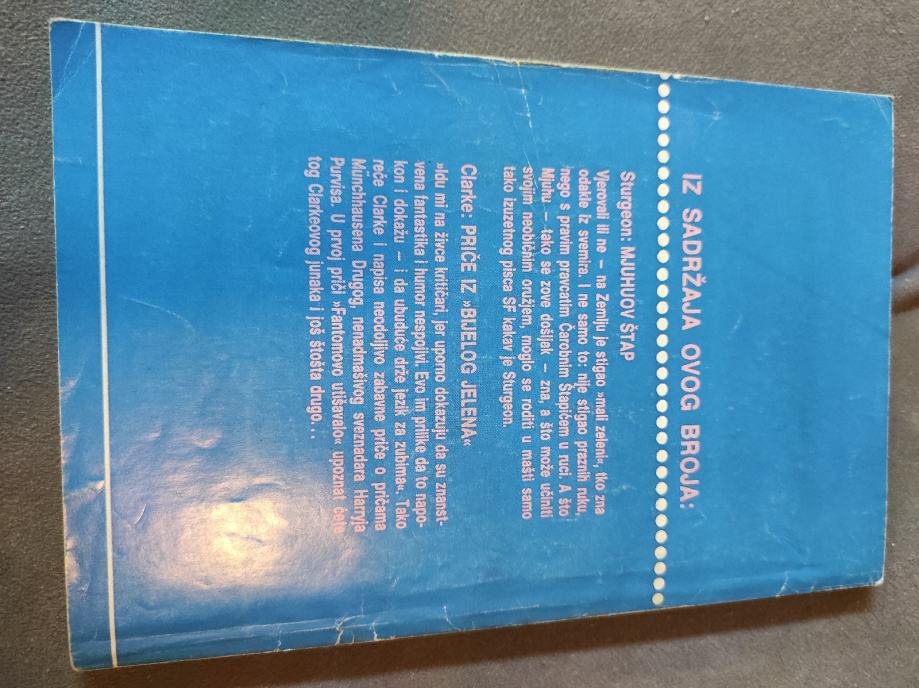 IZ SADRŽAJA OVOG BROJA:
Sturgeon: MJUHUOV ŠTAP
Vjerovali ili ne – na Zemlju je stigao »mali zeleni«, tko zna
odakle iz svemira. I ne samo to: nije stigao praznih ruku,
nego s pravim pravcatim Čarobnim Štapićem u ruci. A što
Mjuhu – tako se zove došljak – zna, a što može učiniti
svojim neobičnim oružjem, moglo se roditi u mašti samo
tako izuzetnog pisca SF kakav je Sturgeon.
Clarke: PRIČE IZ »BIJELOG JELENA«
»Idu mi na živce kritičari, jer uporno dokazuju da su znanst-
vena fantastika i humor nespojivi. Evo im prilike da to napo-
kon i dokažu – i da ubuduće drže jezik za zubima«. Tako
reče Clarke i napisa neodoljivo zabavne priče o pričama
Münchhausena Drugog, nenadmašivog sveznadara Harryja
Purvisa. U prvoj priči »Fantomovo utišavalo« upoznat ćete
tog Clarkeovog junaka i još štošta drugo...